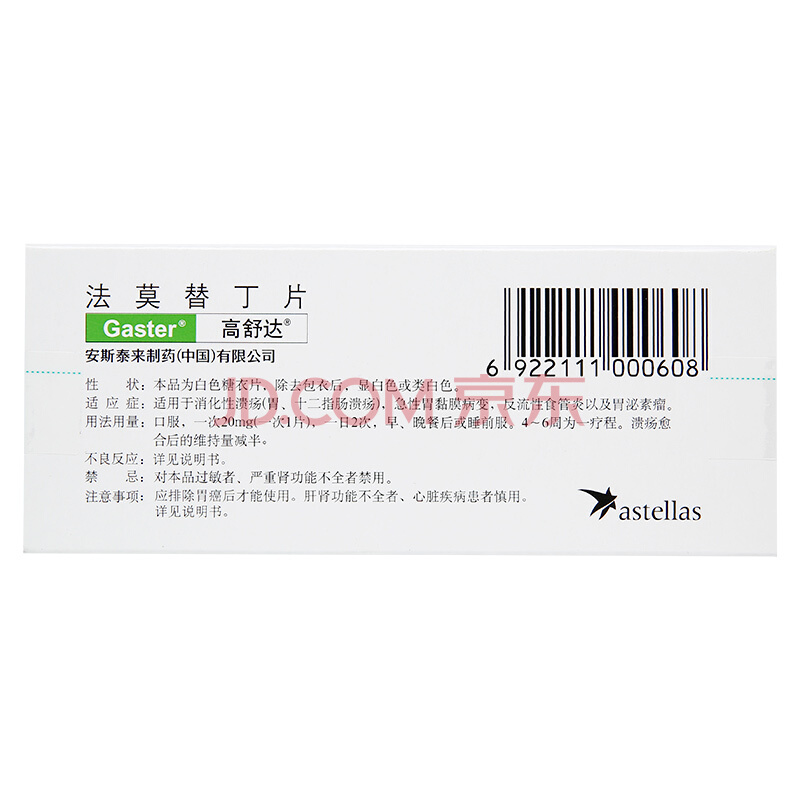 法莫替丁片
Gaster® 高舒达®
安斯泰来制药(中国)有限公司
6 922111 000608
性 状：本品为白色糖衣片，除去包衣后，显白色或类白色。
适 应 症：适用于消化性溃疡(胃、十二指肠溃疡)，急性胃黏膜病变、反流性食管炎以及胃泌素瘤。
JD.COM 京东
用法用量：口服，一次20mg(一次1片)，一日2次，早、晚餐后或睡前服。4～6周为一疗程。溃疡愈
合后的维持量减半。
不良反应：详见说明书。
禁 忌：对本品过敏者、严重肾功能不全者禁用。
注意事项：应排除胃癌后才能使用。肝肾功能不全者、心脏疾病患者慎用。
详见说明书。
astellas